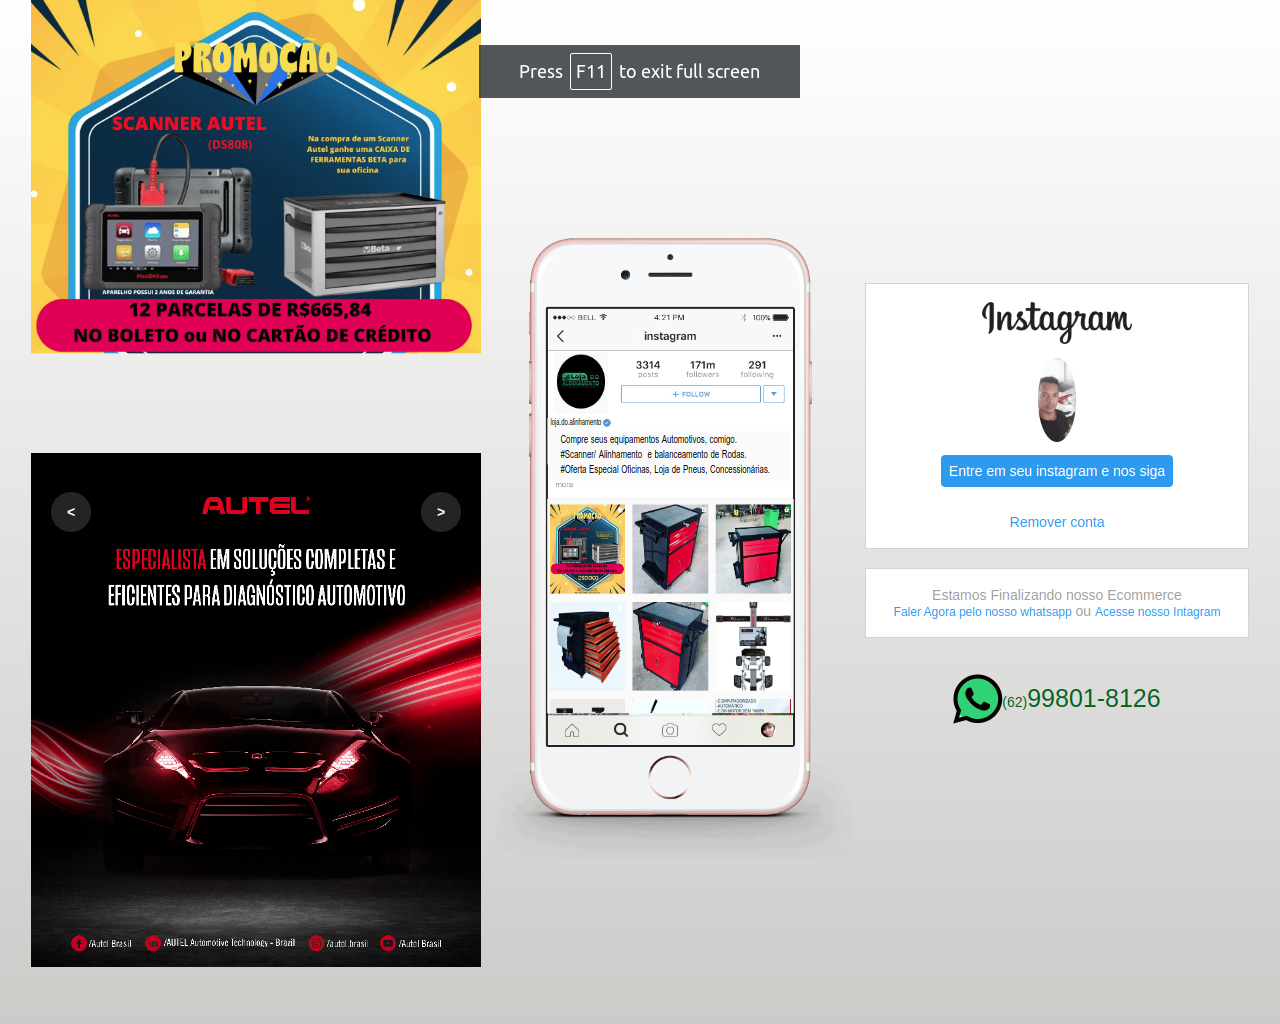 PROMOÇÃO
SCANNER AUTEL
(DS808)
Na compra de um Scanner
Autel ganhe uma CAIXA DE
FERRAMENTAS BETA para
sua oficina
AUTEL
Beta
APARELHO POSSUI 2 ANOS DE GARANTIA
12 PARCELAS DE R$665,84
NO BOLETO ou NO CARTÃO DE CRÉDITO
Press F11 to exit full screen
< AUTEL >
ESPECIALISTA EM SOLUÇÕES COMPLETAS E
EFICIENTES PARA DIAGNÓSTICO AUTOMOTIVO
/Autel Brasil /AUTEL Automotive Technology - Brazil /autel.brasil /Autel Brasil
BELL 4:21 PM 100%
instagram
3314 171m 291
posts followers following
+ FOLLOW
loja.do.alinhamento
Compre seus equipamentos Automotivos, comigo.
#Scanner/ Alinhamento e balanceamento de Rodas.
#Oferta Especial Oficinas, Loja de Pneus, Concessionárias.
more
PROMOÇÃO
-COMPUTADORIZADO
-AUTOMÁTICO
Instagram
Entre em seu instagram e nos siga
Remover conta
Estamos Finalizando nosso Ecommerce
Faler Agora pelo nosso whatsapp ou Acesse nosso Intagram
(62)99801-8126